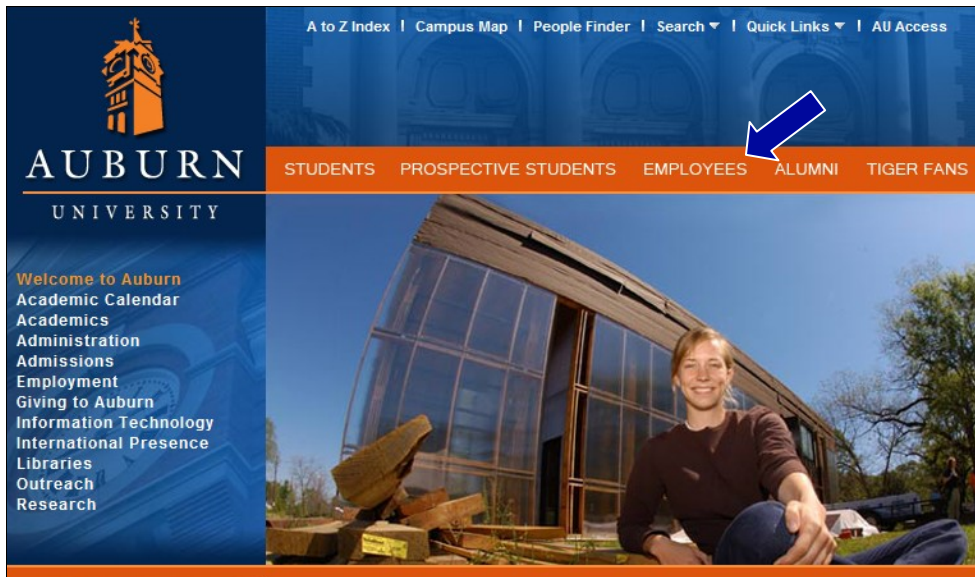 A to Z Index | Campus Map | People Finder | Search ▼ | Quick Links ▼ | AU Access
AUBURN
UNIVERSITY
STUDENTS PROSPECTIVE STUDENTS EMPLOYEES ALUMNI TIGER FANS
Welcome to Auburn
Academic Calendar
Academics
Administration
Admissions
Employment
Giving to Auburn
Information Technology
International Presence
Libraries
Outreach
Research